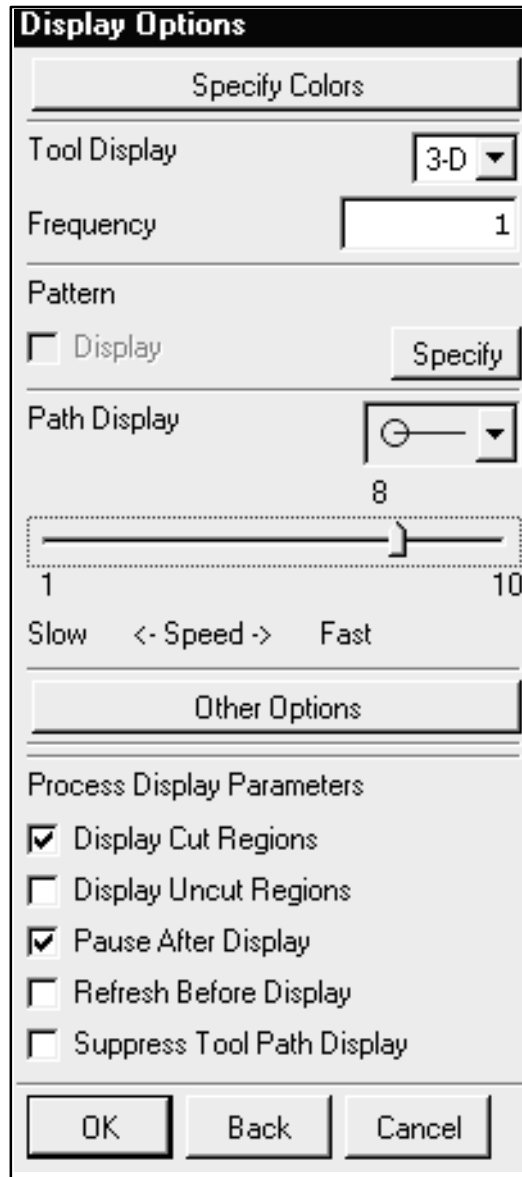 Display Options
Specify Colors
Tool Display 3-D
Frequency 1
Pattern
Display Specify
Path Display
8
1 10
Slow <- Speed -> Fast
Other Options
Process Display Parameters
Display Cut Regions
Display Uncut Regions
Pause After Display
Refresh Before Display
Suppress Tool Path Display
OK Back Cancel